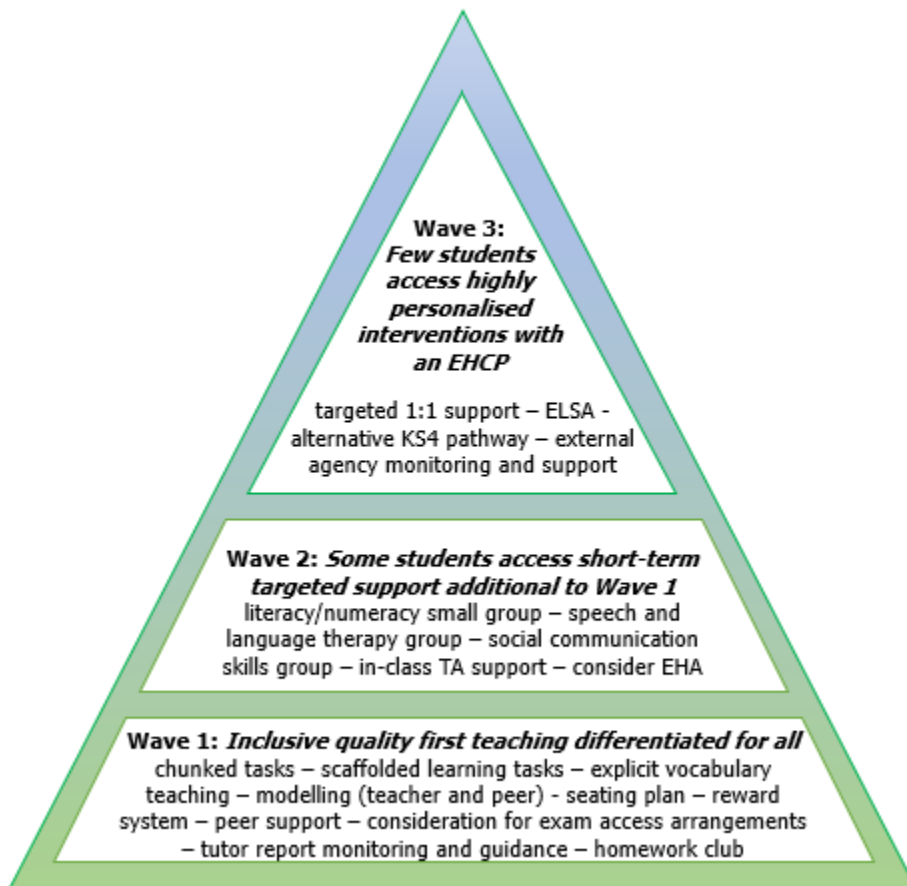 Wave 3:
Few students
access highly
personalised
interventions with
an EHCP
targeted 1:1 support – ELSA -
alternative KS4 pathway – external
agency monitoring and support
Wave 2: Some students access short-term
targeted support additional to Wave 1
literacy/numeracy small group – speech and
language therapy group – social communication
skills group – in-class TA support – consider EHA
Wave 1: Inclusive quality first teaching differentiated for all
chunked tasks – scaffolded learning tasks – explicit vocabulary
teaching – modelling (teacher and peer) - seating plan – reward
system – peer support – consideration for exam access arrangements
– tutor report monitoring and guidance – homework club